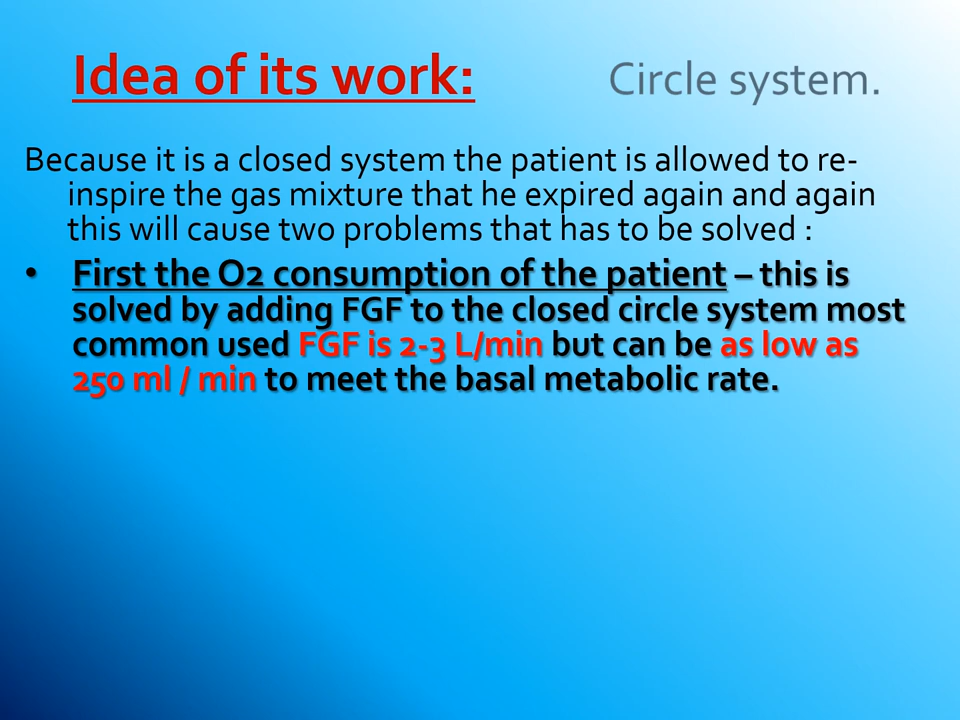 Idea of its work: Circle system.
Because it is a closed system the patient is allowed to re-
inspire the gas mixture that he expired again and again
this will cause two problems that has to be solved :
• First the O2 consumption of the patient – this is
solved by adding FGF to the closed circle system most
common used FGF is 2-3 L/min but can be as low as
250 ml / min to meet the basal metabolic rate.